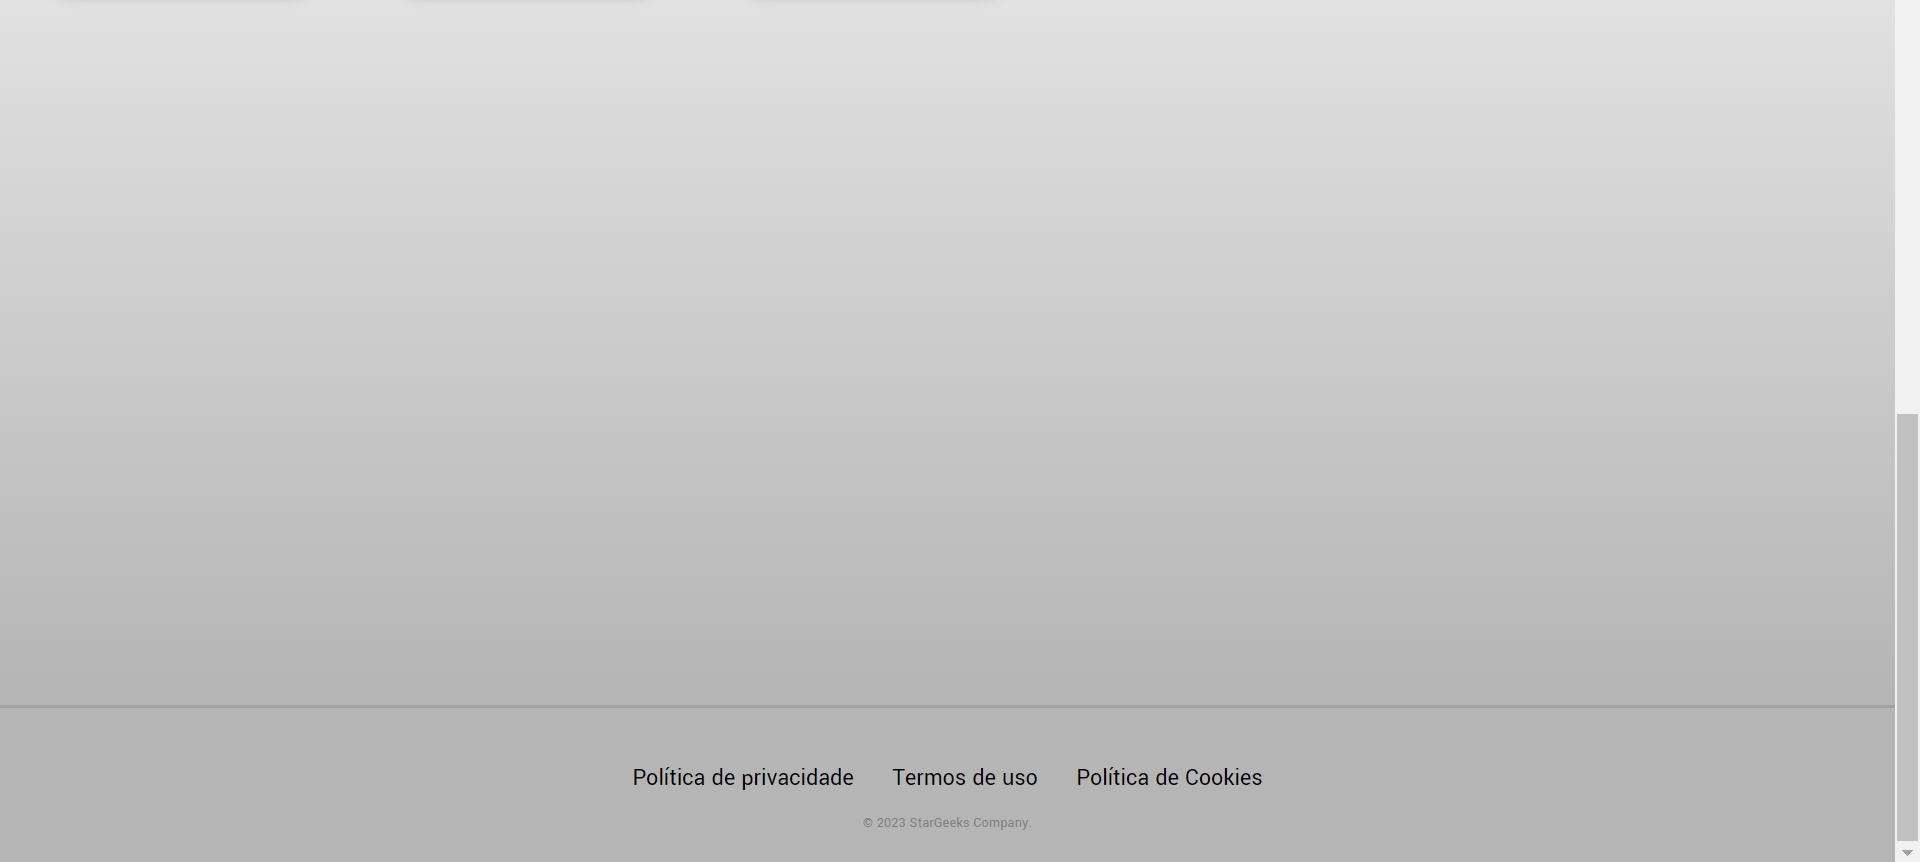 Política de privacidade Termos de uso Política de Cookies
© 2023 StarGeeks Company.